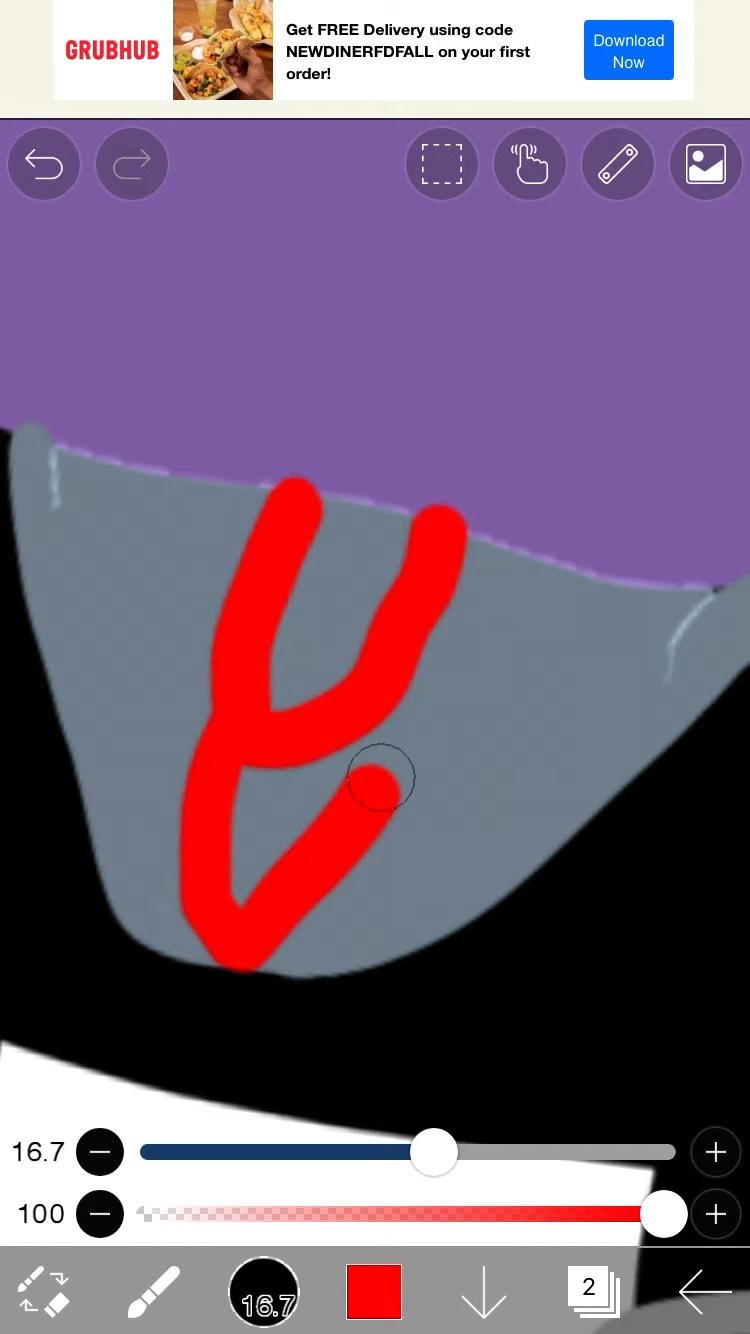 GRUBHUB
Get FREE Delivery using code
NEWDINERFDFALL on your first
order!
Download
Now
16.7
100
16.7
2